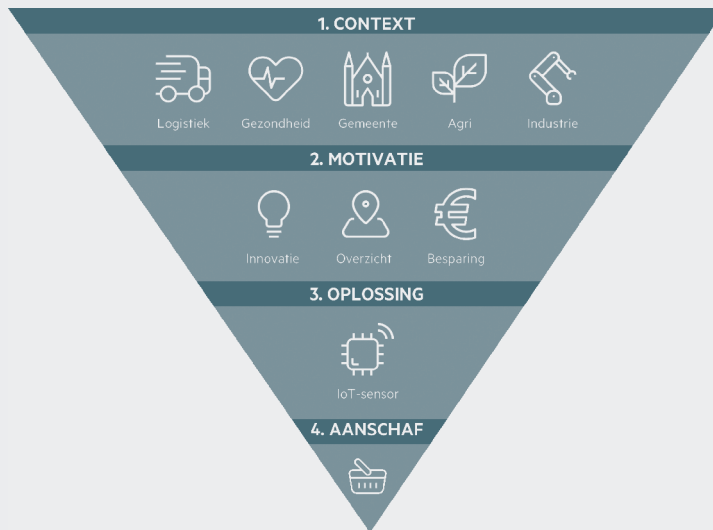 1. CONTEXT
Logistiek Gezondheid Gemeente Agri Industrie
2. MOTIVATIE
Innovatie Overzicht Besparing
3. OPLOSSING
IoT-sensor
4. AANSCHAF